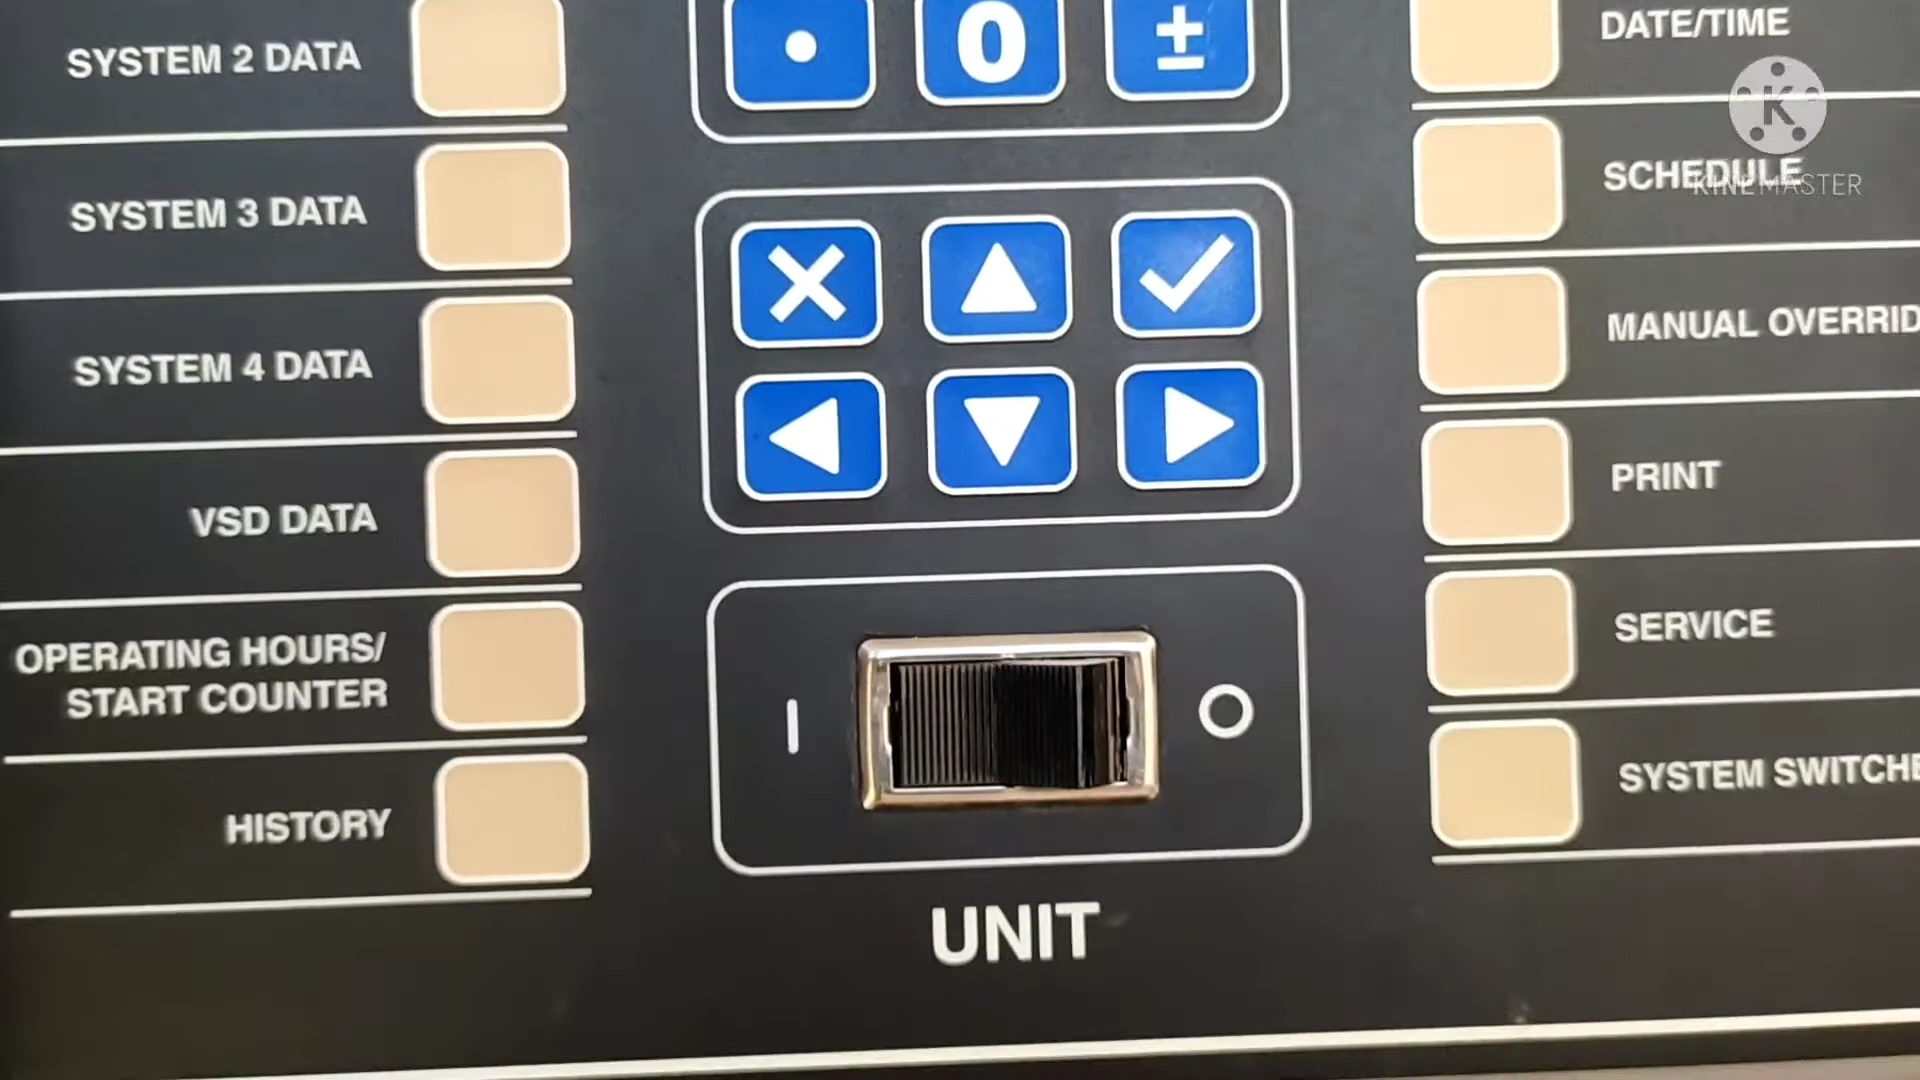 SYSTEM 2 DATA
SYSTEM 3 DATA
SYSTEM 4 DATA
VSD DATA
OPERATING HOURS/
START COUNTER
HISTORY
• 0 ±
UNIT
DATE/TIME
SCHEDULE
MANUAL OVERRID
PRINT
SERVICE
SYSTEM SWITCHE
K
KINEMASTER